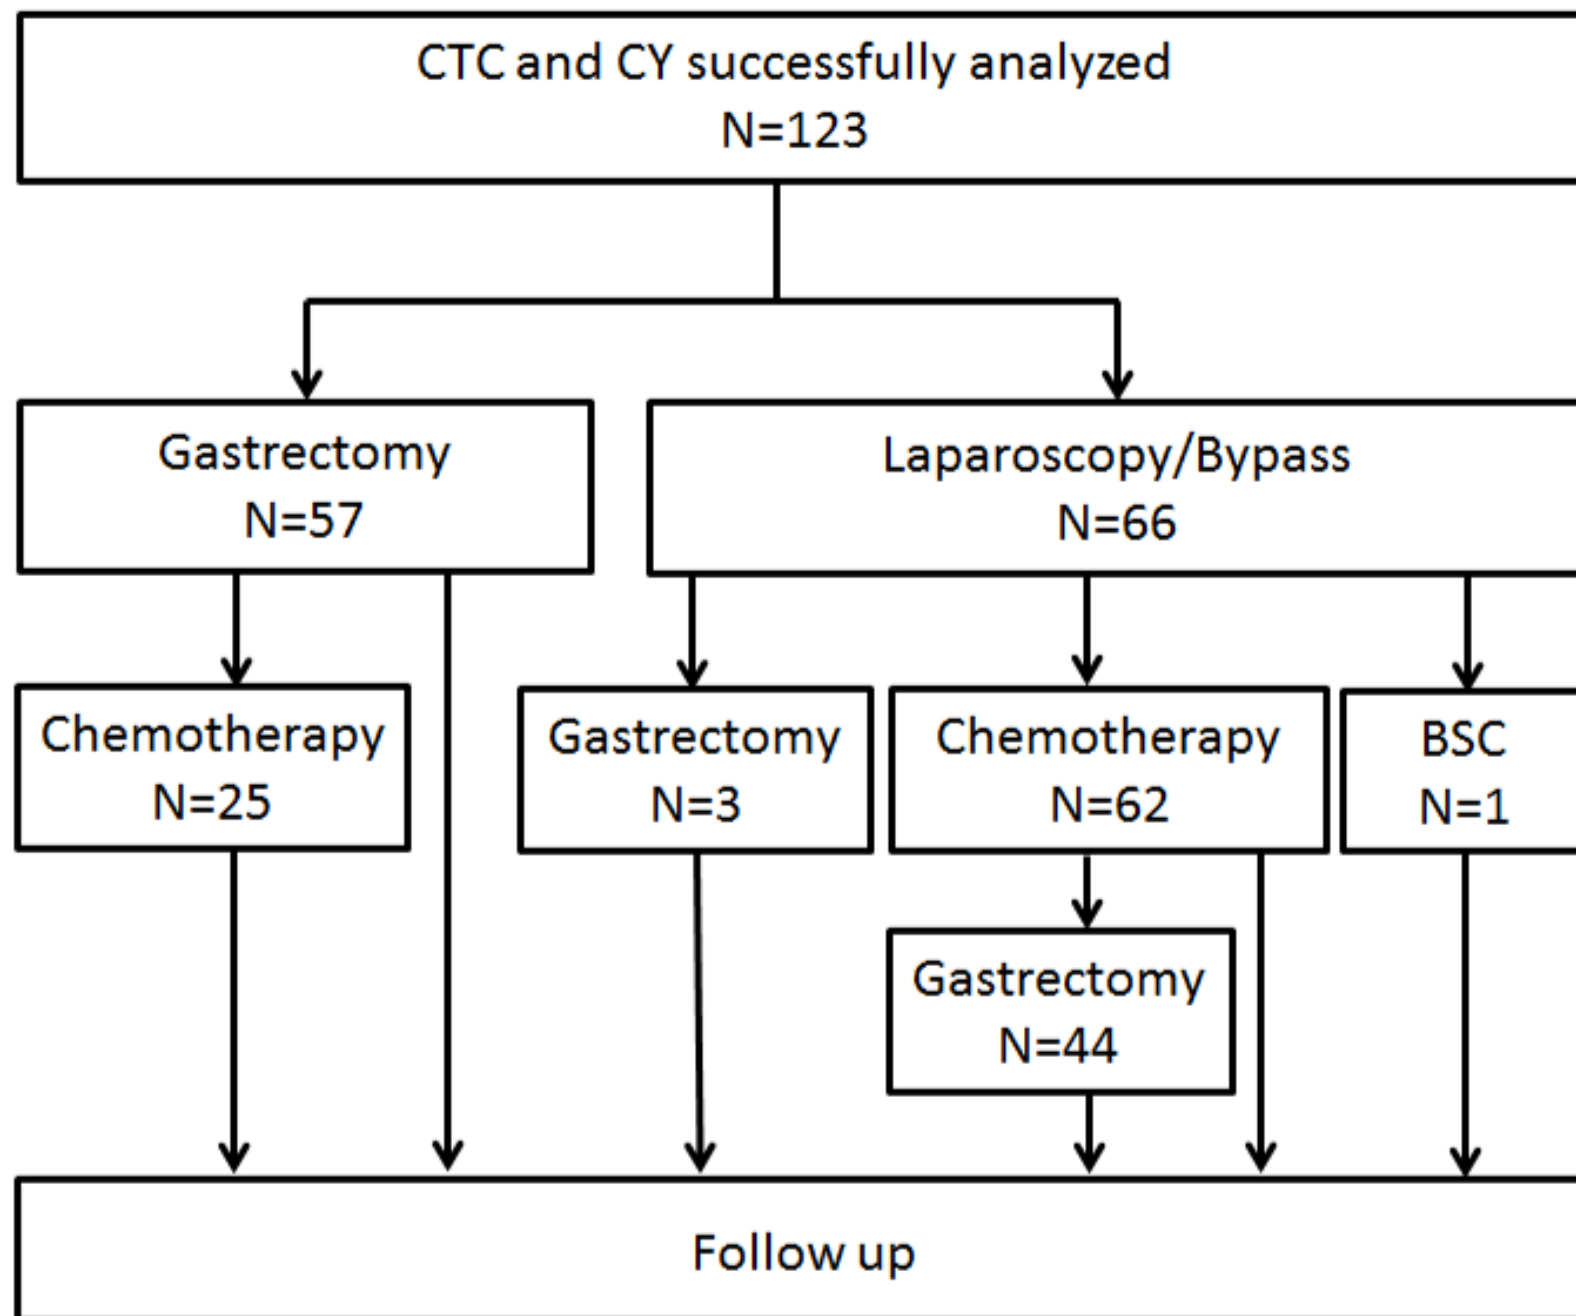 CTC and CY successfully analyzed
N=123
Gastrectomy
N=57
Laparoscopy/Bypass
N=66
Chemotherapy
N=25
Gastrectomy
N=3
Chemotherapy
N=62
BSC
N=1
Gastrectomy
N=44
Follow up